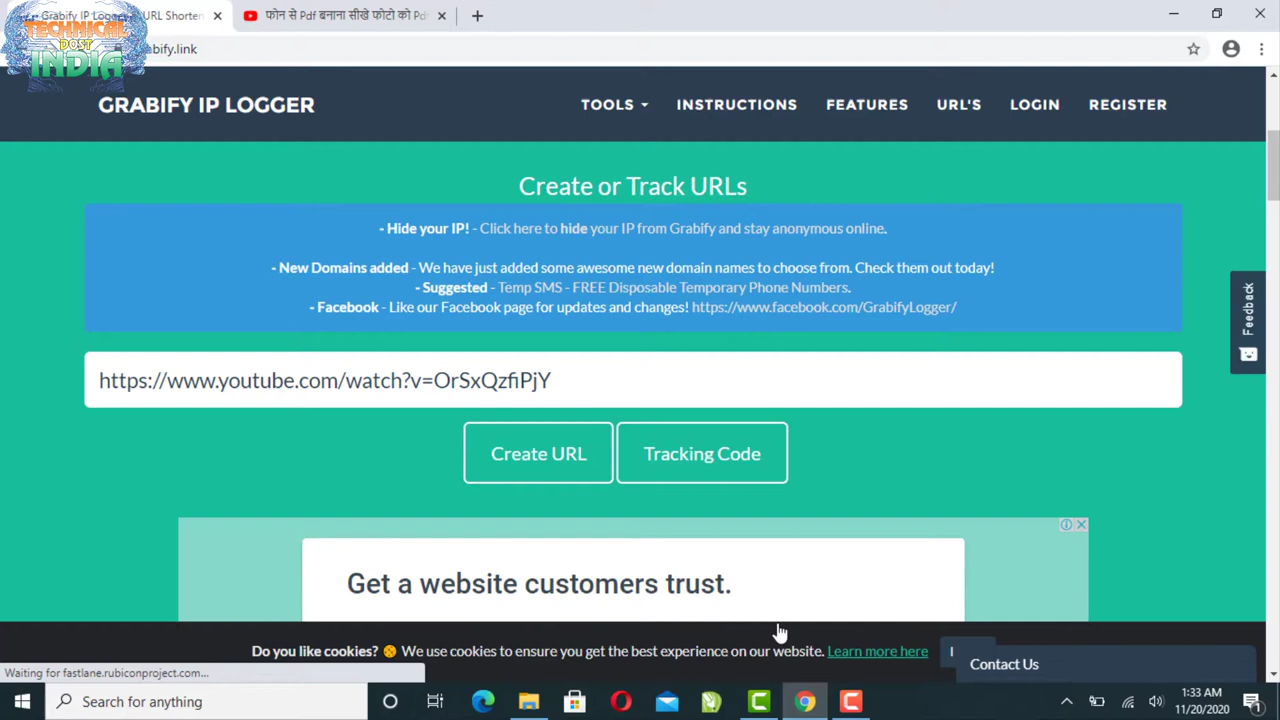 Grabify IP Logger URL Shorten
फोन से Pdf बनाना सीखे फोटो को Pd
TECHNICAL
DOST
INDIA
abify.link
GRABIFY IP LOGGER
TOOLS
INSTRUCTIONS
FEATURES
URL'S
LOGIN
REGISTER
Create or Track URLs
- Hide your IP! - Click here to hide your IP from Grabify and stay anonymous online.
- New Domains added - We have just added some awesome new domain names to choose from. Check them out today!
- Suggested - Temp SMS - FREE Disposable Temporary Phone Numbers.
- Facebook - Like our Facebook page for updates and changes! https://www.facebook.com/GrabifyLogger/
Feedback
https://www.youtube.com/watch?v=OrSxQzfiPjY
Create URL
Tracking Code
Get a website customers trust.
Do you like cookies? 🍪 We use cookies to ensure you get the best experience on our website. Learn more here
I
Contact Us
Waiting for fastlane.rubiconproject.com...
Search for anything
1:33 AM
11/20/2020
1